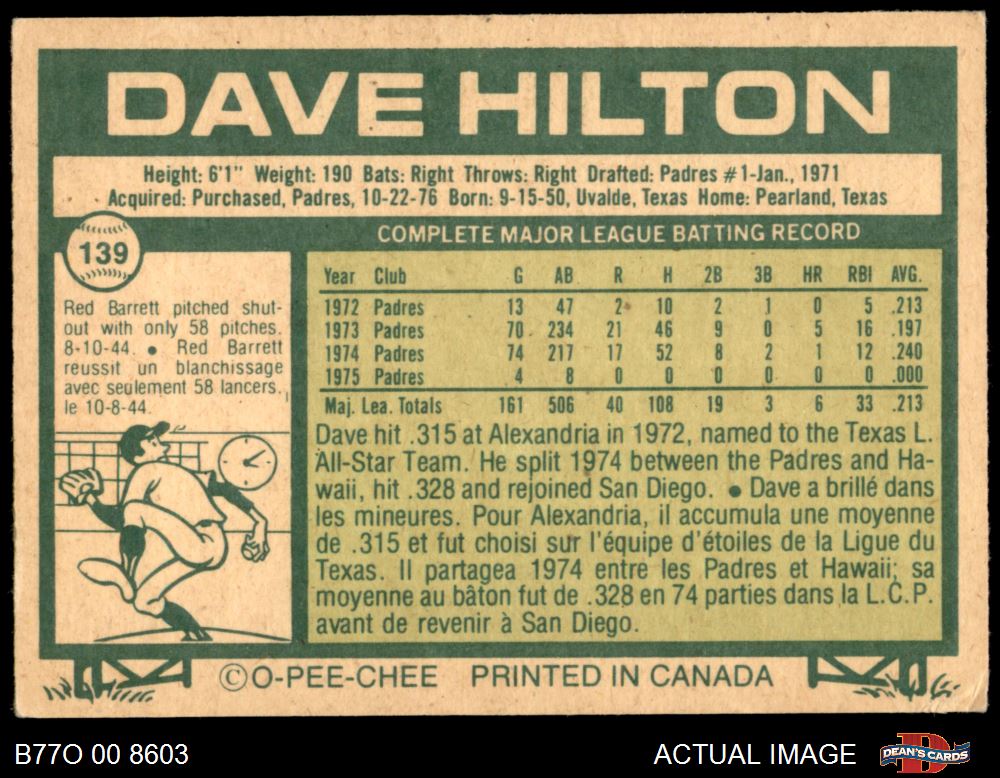 DAVE HILTON
Height: 6'1" Weight: 190 Bats: Right Throws: Right Drafted: Padres #1-Jan., 1971
Acquired: Purchased, Padres, 10-22-76 Born: 9-15-50, Uvalde, Texas Home: Pearland, Texas
139
Red Barrett pitched shut-
out with only 58 pitches.
8-10-44. ● Red Barrett
reussit un blanchissage
avec seulement 58 lancers,
le 10-8-44.
COMPLETE MAJOR LEAGUE BATTING RECORD
Year Club G AB R H 2B 3B HR RBI AVG.
1972 Padres 13 47 2 10 2 1 0 5 .213
1973 Padres 70 234 21 46 9 0 5 16 .197
1974 Padres 74 217 17 52 8 2 1 12 .240
1975 Padres 4 8 0 0 0 0 0 0 .000
Maj. Lea. Totals 161 506 40 108 19 3 6 33 .213
Dave hit .315 at Alexandria in 1972, named to the Texas L.
All-Star Team. He split 1974 between the Padres and Ha-
waii, hit .328 and rejoined San Diego. ● Dave a brillé dans
les mineures. Pour Alexandria, il accumula une moyenne
de .315 et fut choisi sur l'équipe d'étoiles de la Ligue du
Texas. Il partagea 1974 entre les Padres et Hawaii; sa
moyenne au bâton fut de .328 en 74 parties dans la L.C.P.
avant de revenir à San Diego.
©O-PEE-CHEE PRINTED IN CANADA
B77O 00 8603
ACTUAL IMAGE
DEAN'S CARDS